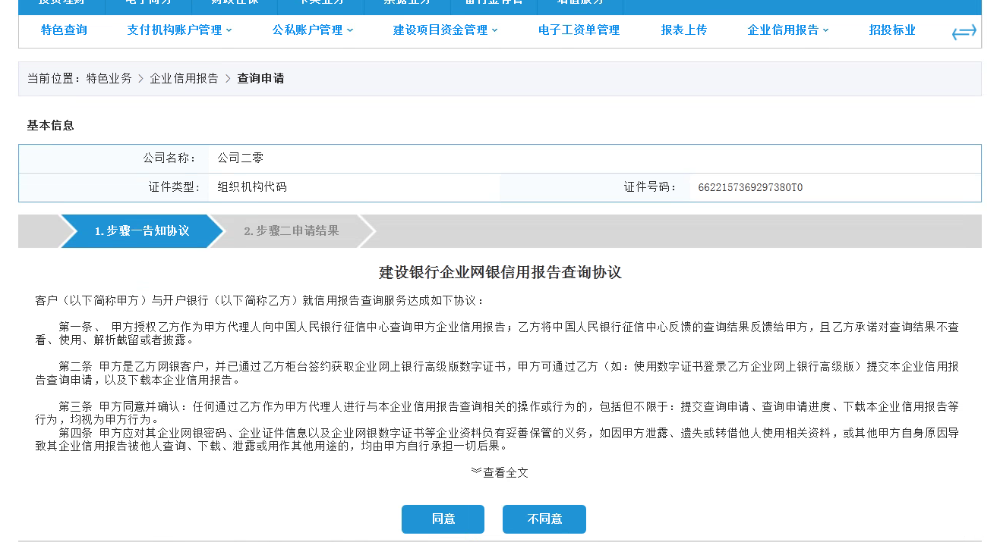 特色查询 支付机构账户管理 公私账户管理 建设项目资金管理 电子工资单管理 报表上传 企业信用报告 招投标业
当前位置：特色业务 > 企业信用报告 > 查询申请
基本信息
公司名称： 公司二零
证件类型： 组织机构代码 证件号码： 6622157369297380T0
1.步骤一告知协议 2.步骤二申请结果
建设银行企业网银信用报告查询协议
客户（以下简称甲方）与开户银行（以下简称乙方）就信用报告查询服务达成如下协议：
第一条、 甲方授权乙方作为甲方代理人向中国人民银行征信中心查询甲方企业信用报告；乙方将中国人民银行征信中心反馈的查询结果反馈给甲方，且乙方承诺对查询结果不查
看、使用、解析截留或者披露。
第二条 甲方是乙方网银客户，并已通过乙方柜台签约获取企业网上银行高级版数字证书，甲方可通过乙方（如：使用数字证书登录乙方企业网上银行高级版）提交本企业信用报
告查询申请，以及下载本企业信用报告。
第三条 甲方同意并确认：任何通过乙方作为甲方代理人进行与本企业信用报告查询相关的操作或行为的，包括但不限于：提交查询申请、查询申请进度、下载本企业信用报告等
行为，均视为甲方行为。
第四条 甲方应对其企业网银密码、企业证件信息以及企业网银数字证书等企业资料负有妥善保管的义务，如因甲方泄露、遗失或转借他人使用相关资料，或其他甲方自身原因导
致其企业信用报告被他人查询、下载、泄露或用作其他用途的，均由甲方自行承担一切后果。
查看全文
同意 不同意